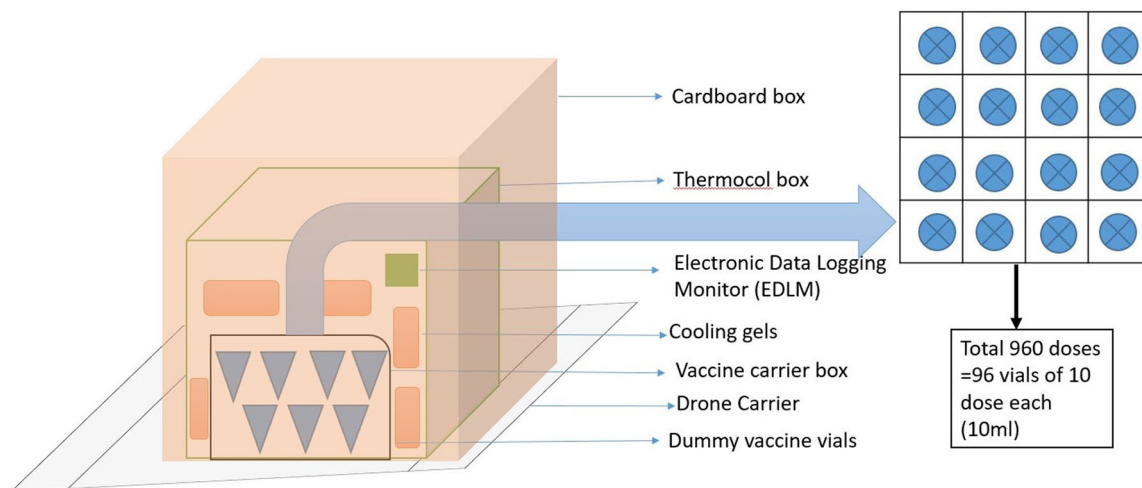 Cardboard box
Thermocol box
Electronic Data Logging
Monitor (EDLM)
Cooling gels
Vaccine carrier box
Drone Carrier
Dummy vaccine vials
Total 960 doses
=96 vials of 10
dose each
(10ml)